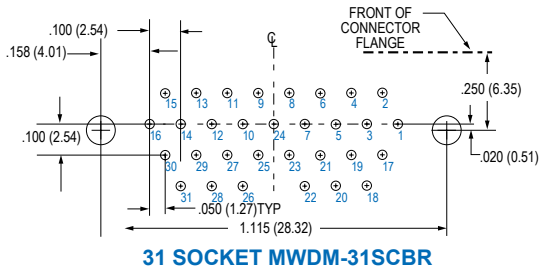 .100 (2.54)
.158 (4.01)
℄
FRONT OF
CONNECTOR
FLANGE
.250 (6.35)
15 13 11 9 8 6 4 2
.100 (2.54)
16 14 12 10 24 7 5 3 1
.020 (0.51)
30 29 27 25 23 21 19 17
31 28 26 22 20 18
.050 (1.27)TYP
1.115 (28.32)
31 SOCKET MWDM-31SCBR